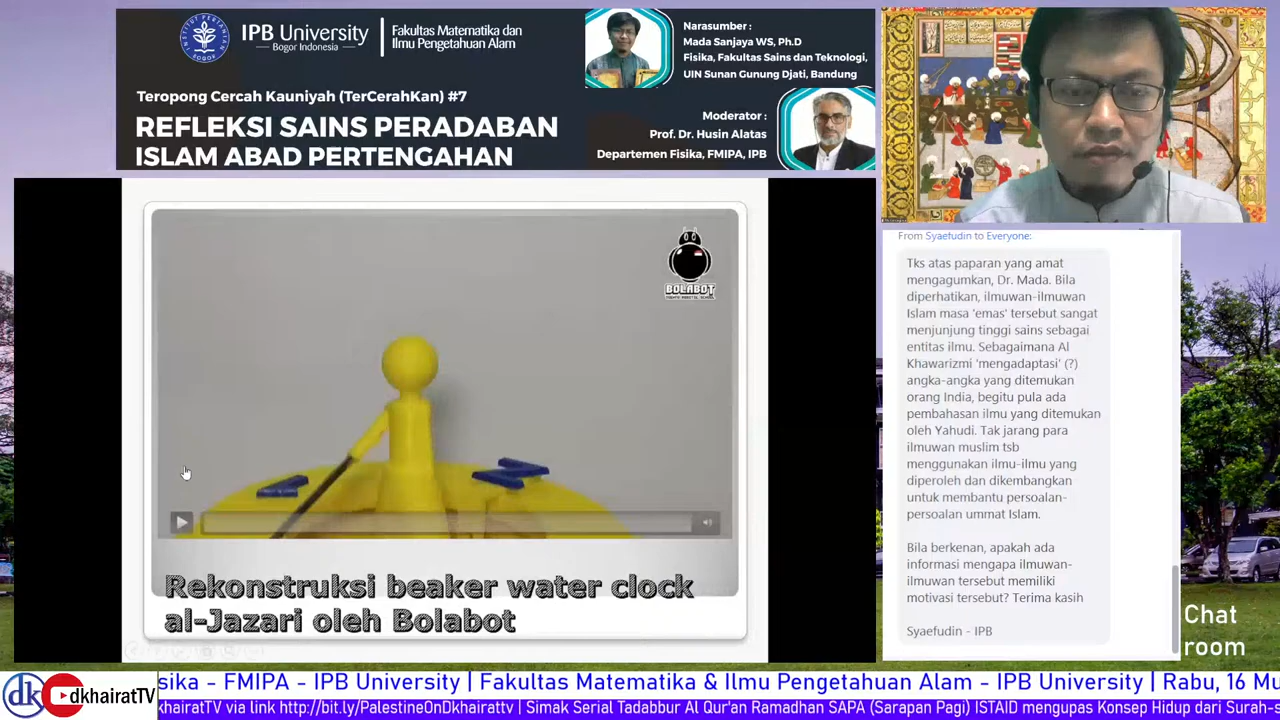 IPB University
Bogor Indonesia
Fakultas Matematika dan
Ilmu Pengetahuan Alam
Teropong Cercah Kauniyah (TerCerahKan) #7
REFLEKSI SAINS PERADABAN
ISLAM ABAD PERTENGAHAN
Narasumber :
Mada Sanjaya WS, Ph.D
Fisika, Fakultas Sains dan Teknologi,
UIN Sunan Gunung Djati, Bandung
Moderator :
Prof. Dr. Husin Alatas
Departemen Fisika, FMIPA, IPB
BOLABOT
Rekonstruksi beaker water clock
al-Jazari oleh Bolabot
From Syaefudin to Everyone:
Tks atas paparan yang amat
mengagumkan, Dr. Mada. Bila
diperhatikan, ilmuwan-ilmuwan
Islam masa 'emas' tersebut sangat
menjunjung tinggi sains sebagai
entitas ilmu. Sebagaimana Al
Khawarizmi 'mengadaptasi' (?)
angka-angka yang ditemukan
orang India, begitu pula ada
pembahasan ilmu yang ditemukan
oleh Yahudi. Tak jarang para
ilmuwan muslim tsb
menggunakan ilmu-ilmu yang
diperoleh dan dikembangkan
untuk membantu persoalan-
persoalan ummat Islam.
Bila berkenan, apakah ada
informasi mengapa ilmuwan-
ilmuwan tersebut memiliki
motivasi tersebut? Terima kasih
Syaefudin - IPB
Chat
room
dk
dkhairatTV
sika - FMIPA - IPB University | Fakultas Matematika & Ilmu Pengetahuan Alam - IPB University | Rabu, 16 Mu
khairatTV via link http://bit.ly/PalestineOnDkhairattv | Simak Serial Tadabbur Al Qur'an Ramadhan SAPA (Sarapan Pagi) ISTAID mengupas Konsep Hidup dari Surah-s